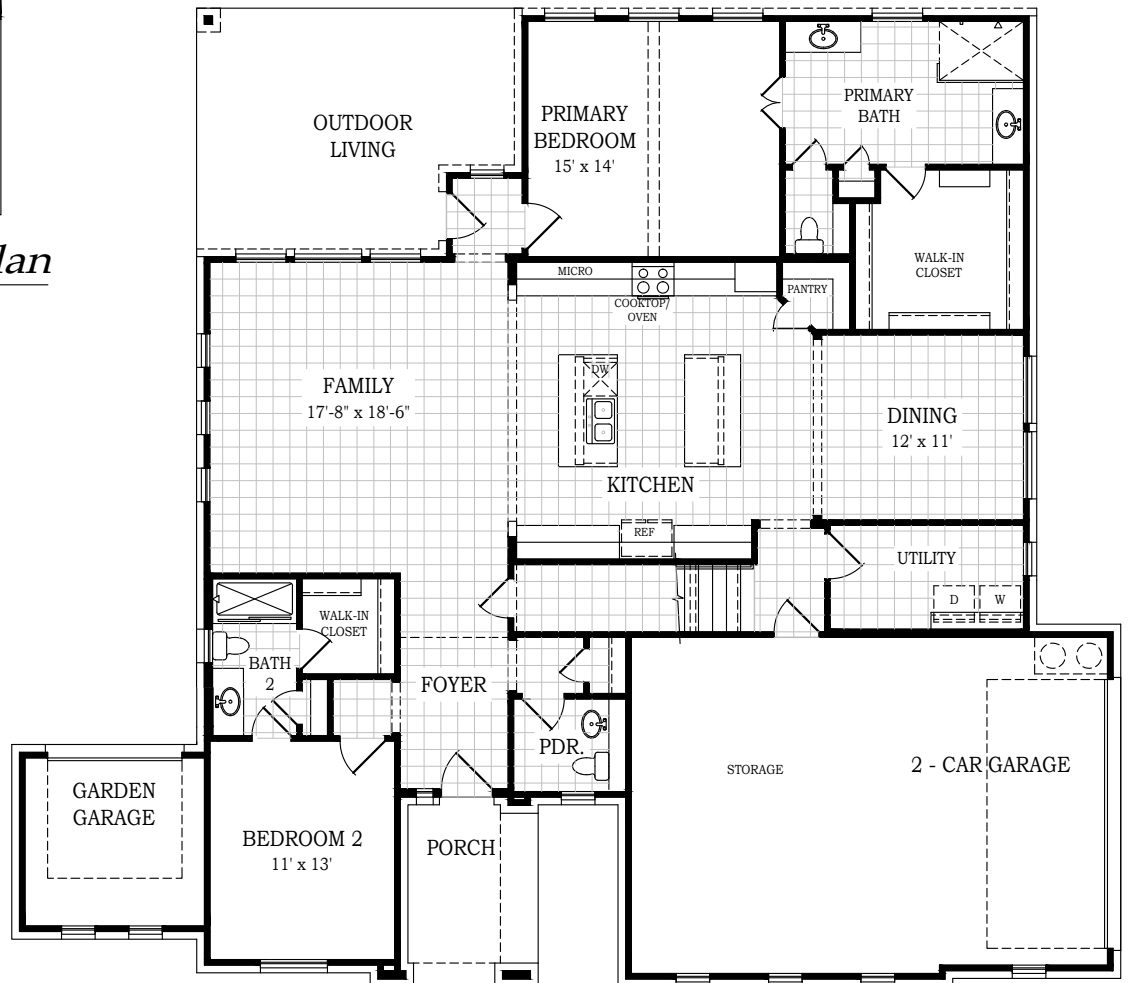 OUTDOOR
LIVING
PRIMARY
BEDROOM
15' x 14'
PRIMARY
BATH
lan
WALK-IN
CLOSET
MICRO
COOKTOP/
OVEN
PANTRY
FAMILY
17'-8" x 18'-6"
DW
DINING
12' x 11'
KITCHEN
REF
UTILITY
D
W
WALK-IN
CLOSET
BATH
2
FOYER
PDR.
STORAGE
2 - CAR GARAGE
GARDEN
GARAGE
BEDROOM 2
11' x 13'
PORCH